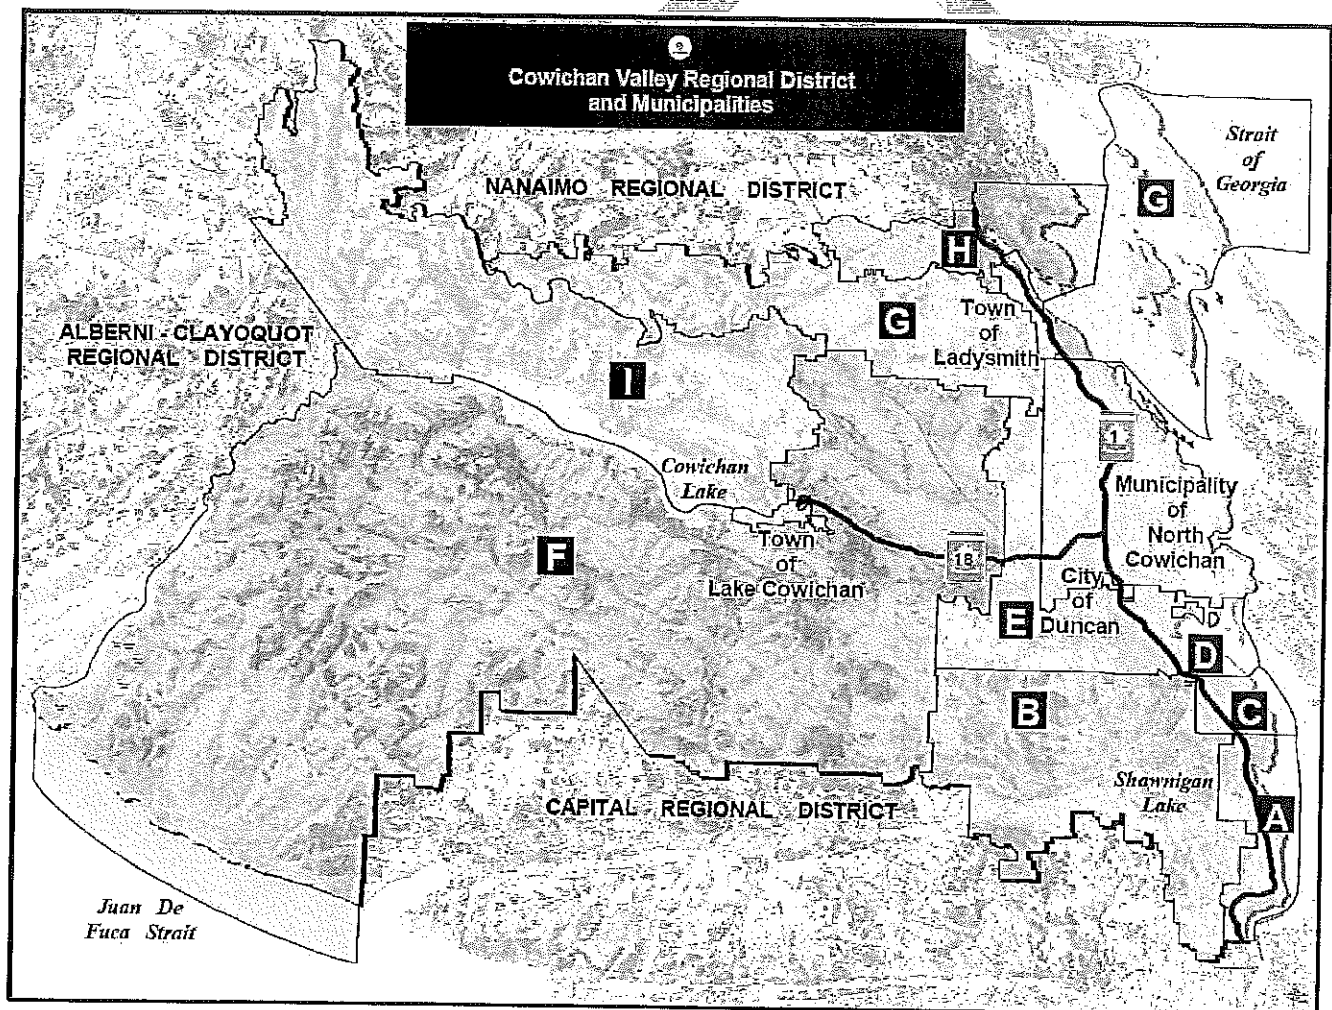 Cowichan Valley Regional District
and Municipalities
Strait
of
Georgia
NANAIMO REGIONAL DISTRICT
G
H
G
Town
of
Ladysmith
ALBERNI - CLAYOQUOT
REGIONAL DISTRICT
I
1
Cowichan
Lake
Municipality
of
North
Cowichan
F
Town
of
Lake Cowichan
18
City
of
Duncan
E
D
B
C
Shawnigan
Lake
CAPITAL REGIONAL DISTRICT
A
Juan De
Fuca Strait